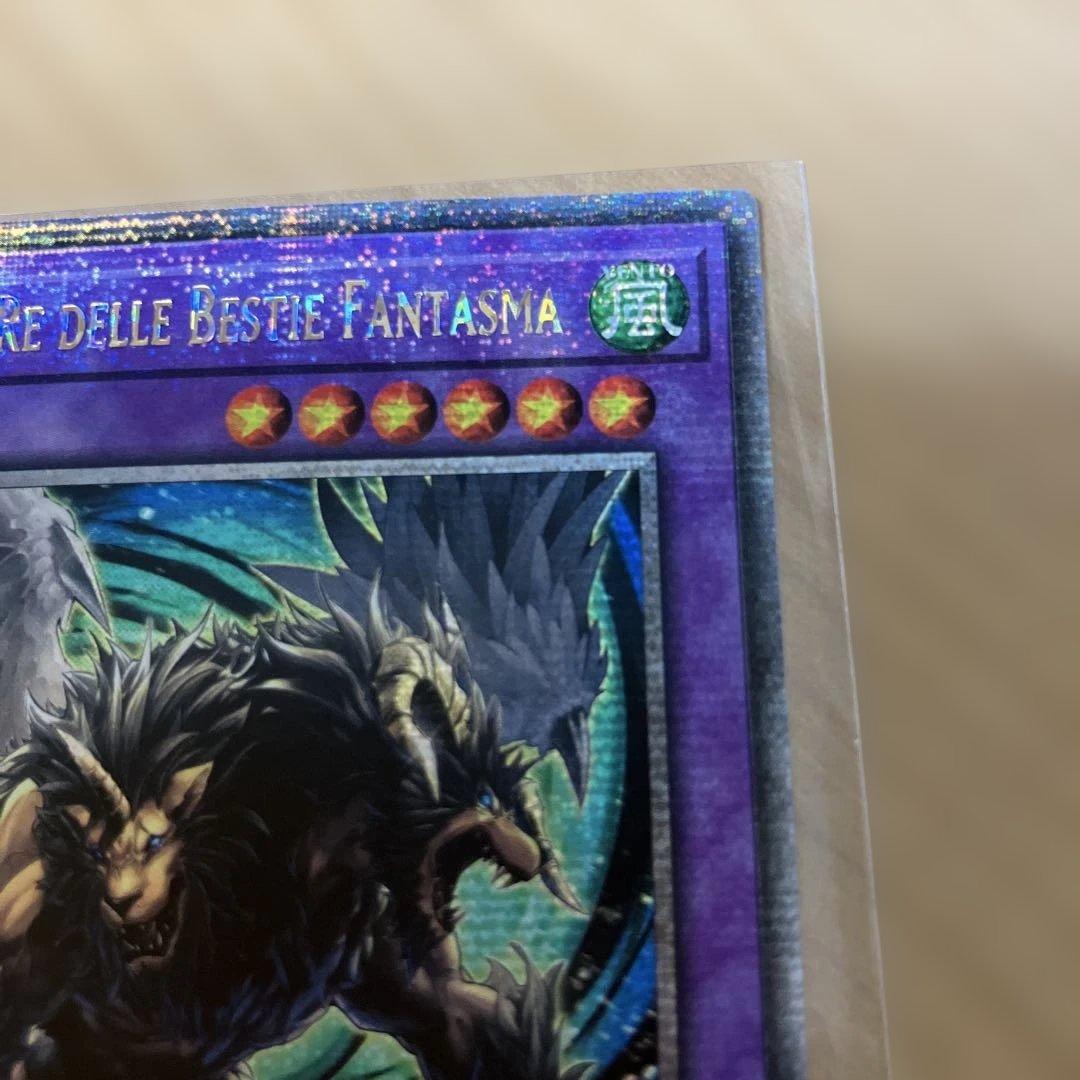 RE DELLE BESTIE FANTASMA
VENTO
風